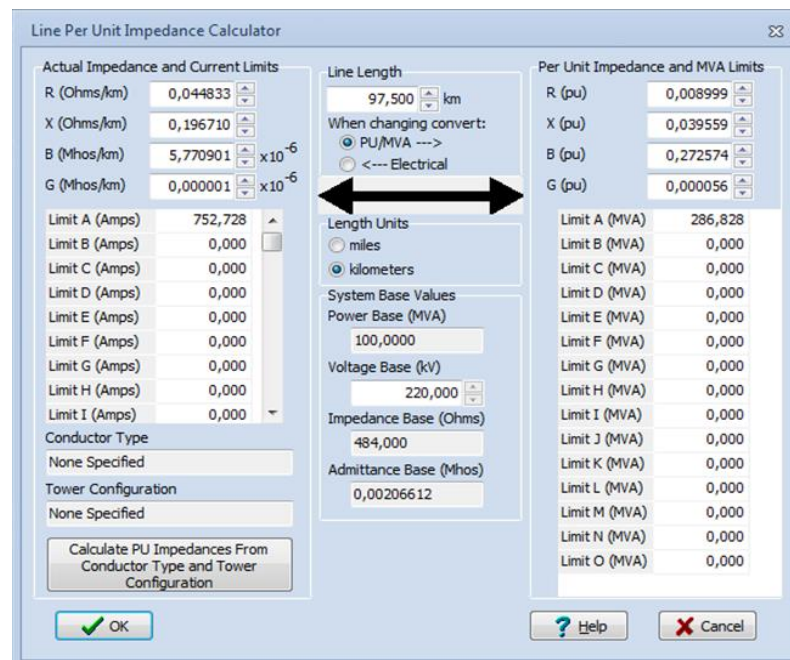 Line Per Unit Impedance Calculator
Actual Impedance and Current Limits
R (Ohms/km) 0,044833
X (Ohms/km) 0,196710
B (Mhos/km) 5,770901 x10^-6
G (Mhos/km) 0,000001 x10^-6
Limit A (Amps) 752,728
Limit B (Amps) 0,000
Limit C (Amps) 0,000
Limit D (Amps) 0,000
Limit E (Amps) 0,000
Limit F (Amps) 0,000
Limit G (Amps) 0,000
Limit H (Amps) 0,000
Limit I (Amps) 0,000
Conductor Type
None Specified
Tower Configuration
None Specified
Calculate PU Impedances From
Conductor Type and Tower
Configuration
Line Length
97,500 km
When changing convert:
PU/MVA --->
<--- Electrical
Length Units
miles
kilometers
System Base Values
Power Base (MVA)
100,0000
Voltage Base (kV)
220,000
Impedance Base (Ohms)
484,000
Admittance Base (Mhos)
0,00206612
Per Unit Impedance and MVA Limits
R (pu) 0,008999
X (pu) 0,039559
B (pu) 0,272574
G (pu) 0,000056
Limit A (MVA) 286,828
Limit B (MVA) 0,000
Limit C (MVA) 0,000
Limit D (MVA) 0,000
Limit E (MVA) 0,000
Limit F (MVA) 0,000
Limit G (MVA) 0,000
Limit H (MVA) 0,000
Limit I (MVA) 0,000
Limit J (MVA) 0,000
Limit K (MVA) 0,000
Limit L (MVA) 0,000
Limit M (MVA) 0,000
Limit N (MVA) 0,000
Limit O (MVA) 0,000
OK
? Help
Cancel